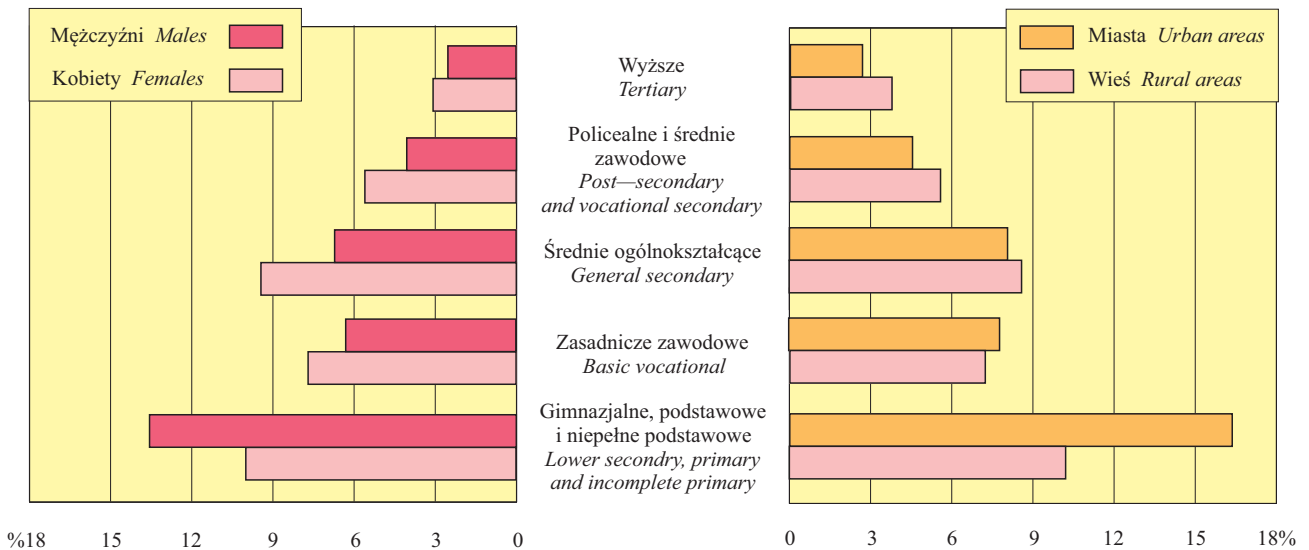 Mężczyźni Males
Kobiety Females
Miasta Urban areas
Wieś Rural areas
Wyższe
Tertiary
Policealne i średnie
zawodowe
Post—secondary
and vocational secondary
Średnie ogólnokształcące
General secondary
Zasadnicze zawodowe
Basic vocational
Gimnazjalne, podstawowe
i niepełne podstawowe
Lower secondry, primary
and incomplete primary
%18 15 12 9 6 3 0
0 3 6 9 12 15 18%